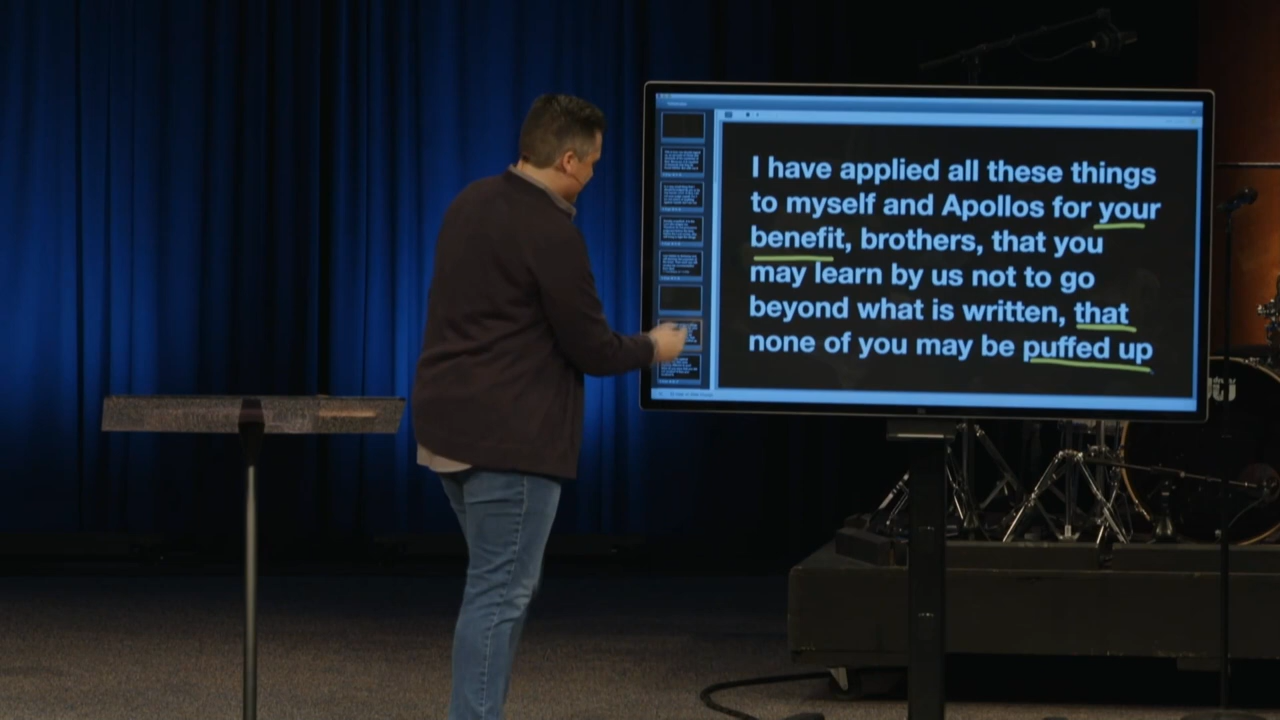 I have applied all these things
to myself and Apollos for your
benefit, brothers, that you
may learn by us not to go
beyond what is written, that
none of you may be puffed up